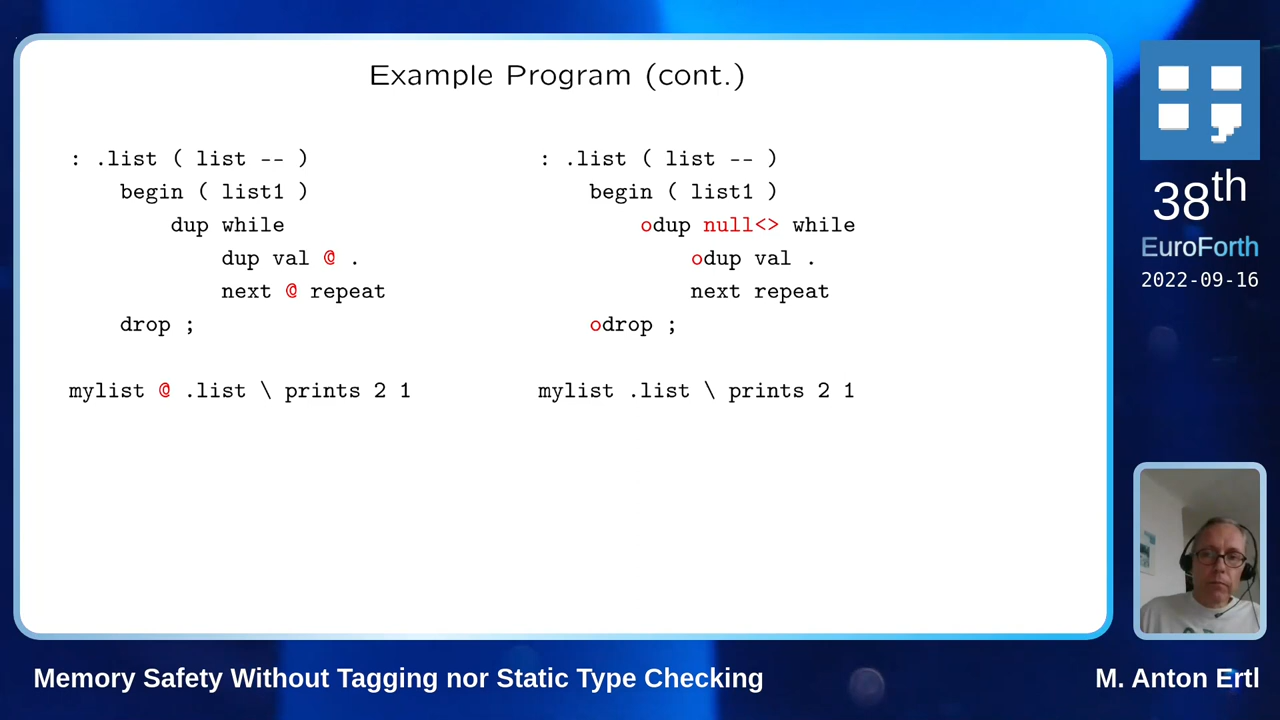 Example Program (cont.)
: .list ( list -- )
begin ( list1 )
dup while
dup val @ .
next @ repeat
drop ;
mylist @ .list \ prints 2 1
: .list ( list -- )
begin ( list1 )
odup null<> while
odup val .
next repeat
odrop ;
mylist .list \ prints 2 1
38th
EuroForth
2022-09-16
Memory Safety Without Tagging nor Static Type Checking
M. Anton Ertl